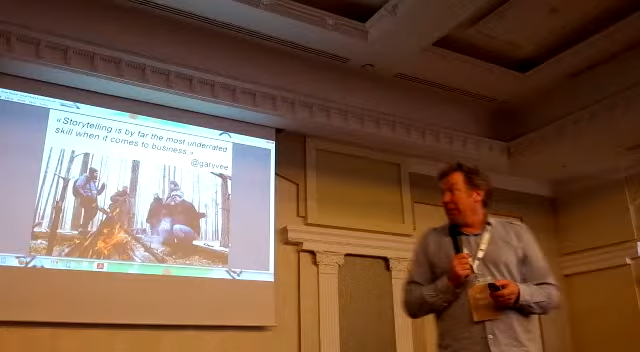 «Storytelling is by far the most underrated
skill when it comes to business.»
@garyvee